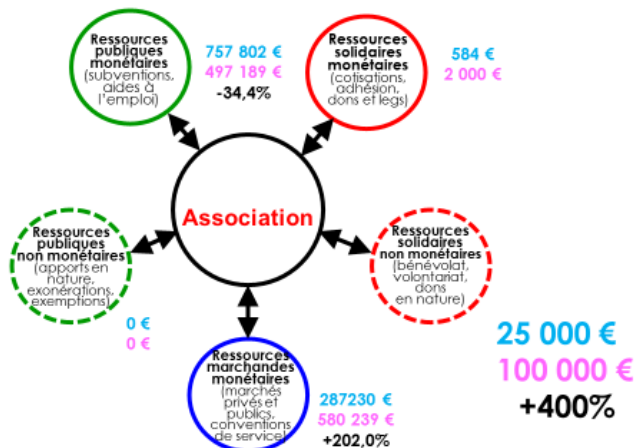 Ressources
publiques
monétaires
(subventions,
aides à
l'emploi)
757 802 €
497 189 €
-34,4%
Ressources
solidaires
monétaires
(cotisations,
adhésion,
dons et legs)
584 €
2 000 €
Association
Ressources
publiques
non monétaires
(apports en
nature,
exonérations,
exemptions)
0 €
0 €
Ressources
solidaires
non monétaires
(bénévolat,
volontariat,
dons
en nature)
25 000 €
100 000 €
+400%
Ressources
marchandes
monétaires
(marchés
privés et
publics,
conventions
de service)
287230 €
580 239 €
+202,0%